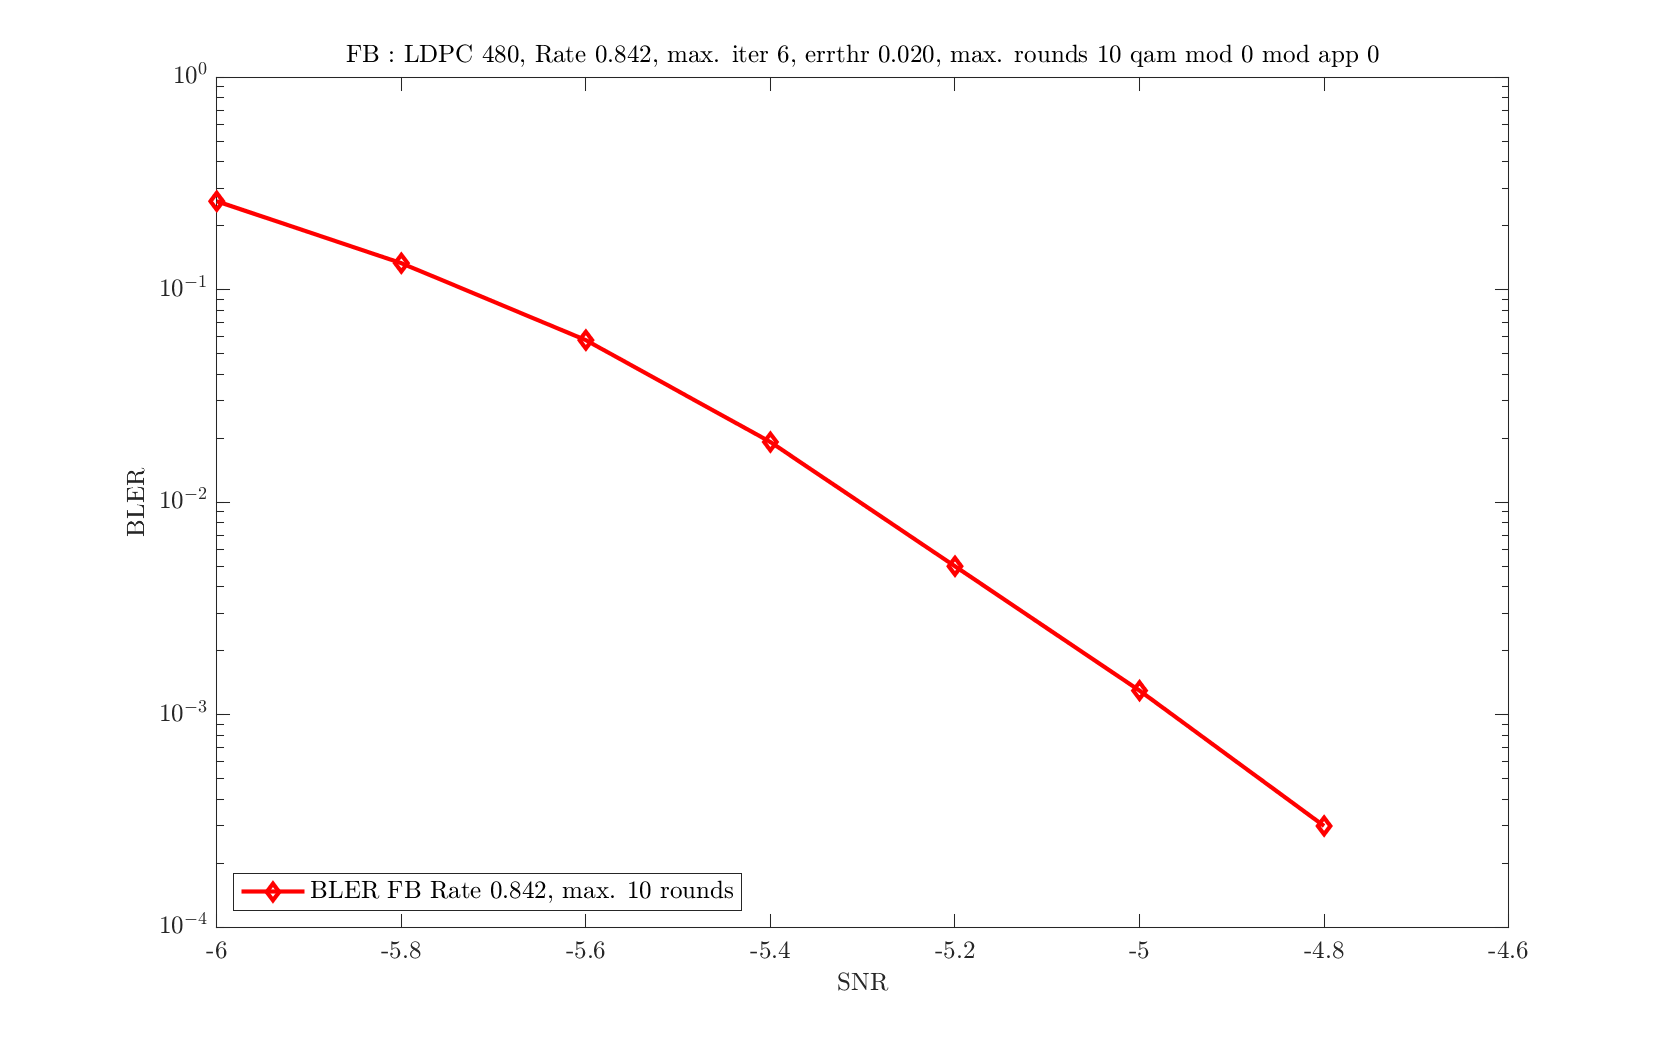 FB : LDPC 480, Rate 0.842, max. iter 6, errthr 0.020, max. rounds 10 qam mod 0 mod app 0
10^0
10^-1
10^-2
10^-3
10^-4
BLER
BLER FB Rate 0.842, max. 10 rounds
-6 -5.8 -5.6 -5.4 -5.2 -5 -4.8 -4.6
SNR